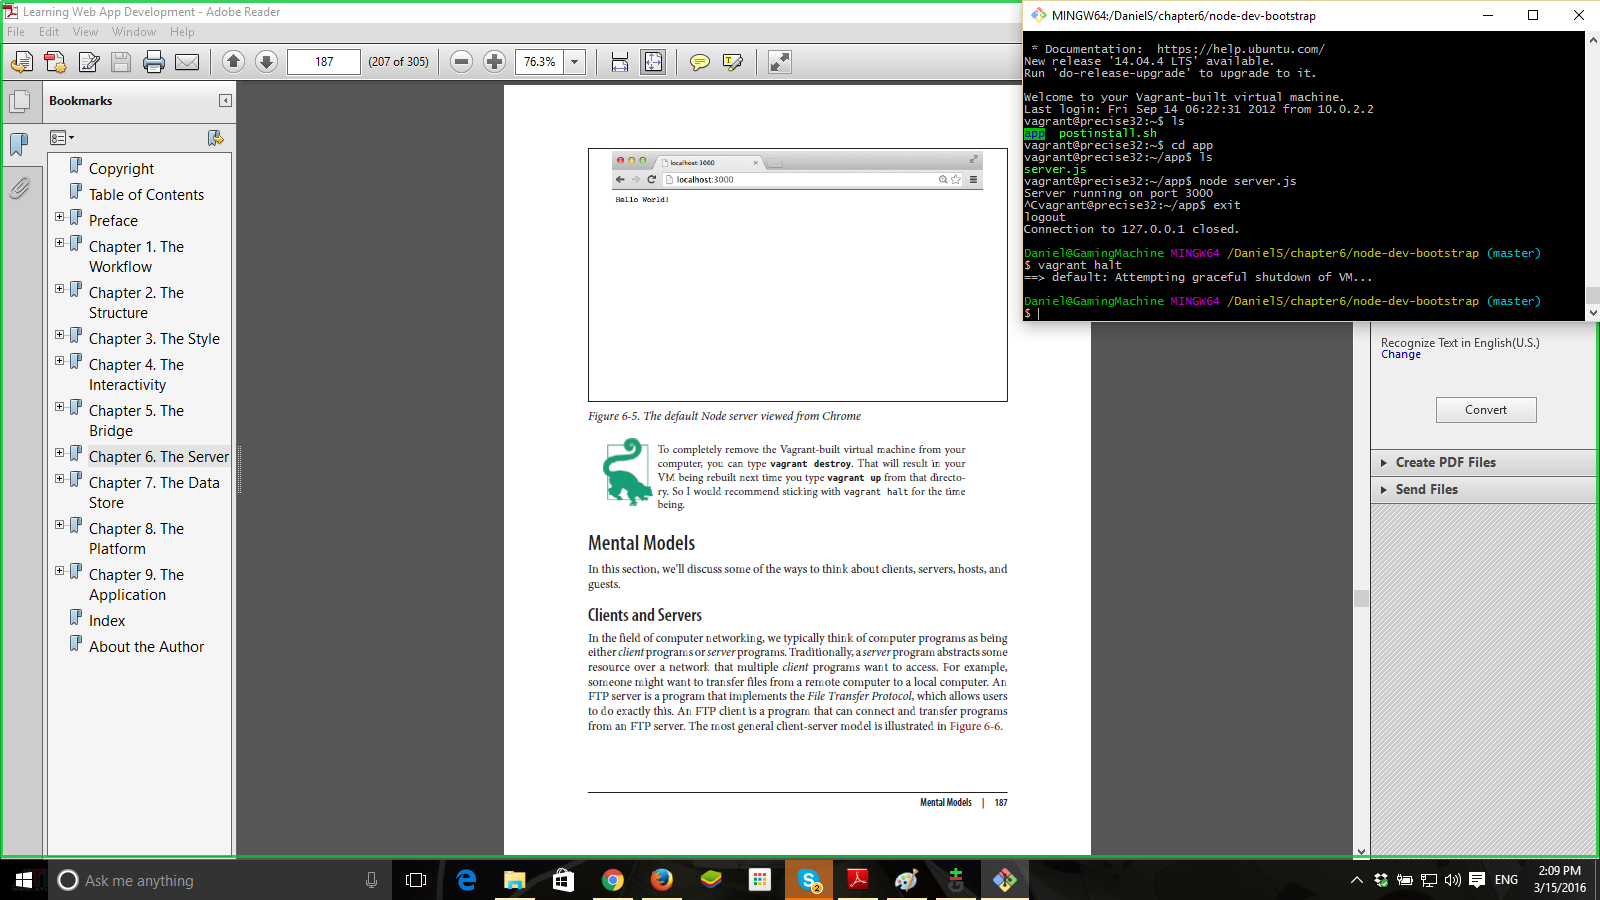 Learning Web App Development - Adobe Reader
File Edit View Window Help
187 (207 of 305) 76.3%
Bookmarks
Copyright
Table of Contents
Preface
Chapter 1. The
Workflow
Chapter 2. The
Structure
Chapter 3. The Style
Chapter 4. The
Interactivity
Chapter 5. The
Bridge
Chapter 6. The Server
Chapter 7. The Data
Store
Chapter 8. The
Platform
Chapter 9. The
Application
Index
About the Author
localhost:3000
localhost:3000
Hello World!
Figure 6-5. The default Node server viewed from Chrome
To completely remove the Vagrant-built virtual machine from your
computer, you can type vagrant destroy. That will result in your
VM being rebuilt next time you type vagrant up from that directo-
ry. So I would recommend sticking with vagrant halt for the time
being.
Mental Models
In this section, we'll discuss some of the ways to think about clients, servers, hosts, and
guests.
Clients and Servers
In the field of computer networking, we typically think of computer programs as being
either client programs or server programs. Traditionally, a server program abstracts some
resource over a network that multiple client programs want to access. For example,
someone might want to transfer files from a remote computer to a local computer. An
FTP server is a program that implements the File Transfer Protocol, which allows users
to do exactly this. An FTP client is a program that can connect and transfer programs
from an FTP server. The most general client-server model is illustrated in Figure 6-6.
Mental Models | 187
MINGW64:/DanielS/chapter6/node-dev-bootstrap
* Documentation:  https://help.ubuntu.com/
New release '14.04.4 LTS' available.
Run 'do-release-upgrade' to upgrade to it.
Welcome to your Vagrant-built virtual machine.
Last login: Fri Sep 14 06:22:31 2012 from 10.0.2.2
vagrant@precise32:~$ ls
app  postinstall.sh
vagrant@precise32:~$ cd app
vagrant@precise32:~/app$ ls
server.js
vagrant@precise32:~/app$ node server.js
Server running on port 3000
^Cvagrant@precise32:~/app$ exit
logout
Connection to 127.0.0.1 closed.
Daniel@GamingMachine MINGW64 /DanielS/chapter6/node-dev-bootstrap (master)
$ vagrant halt
==> default: Attempting graceful shutdown of VM...
Daniel@GamingMachine MINGW64 /DanielS/chapter6/node-dev-bootstrap (master)
$
Recognize Text in English(U.S.)
Change
Convert
Create PDF Files
Send Files
Ask me anything
2
ENG
2:09 PM
3/15/2016